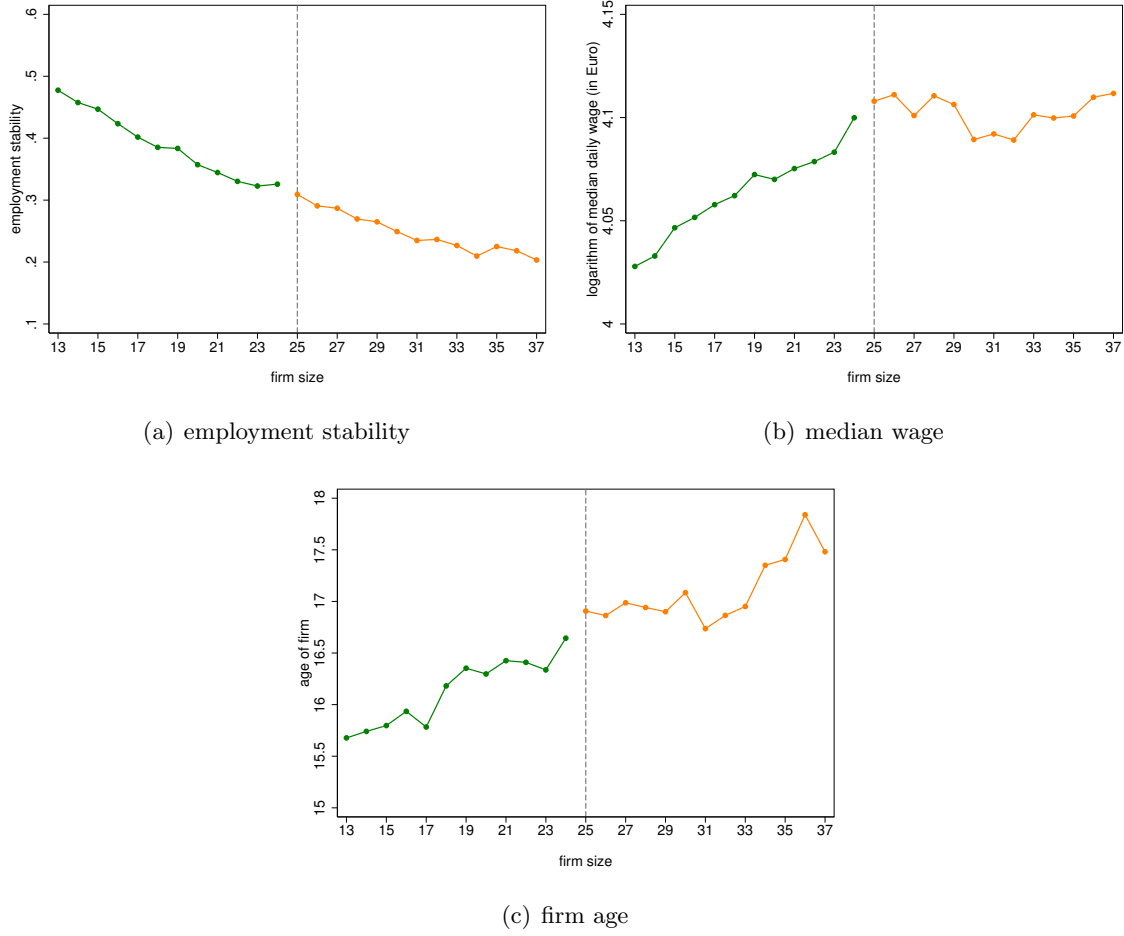 .6
.5
.4
.3
.2
.1
employment stability
13 15 17 19 21 23 25 27 29 31 33 35 37
firm size
(a) employment stability
4.15
4.1
4.05
4
logarithm of median daily wage (in Euro)
13 15 17 19 21 23 25 27 29 31 33 35 37
firm size
(b) median wage
18
17.5
17
16.5
16
15.5
15
age of firm
13 15 17 19 21 23 25 27 29 31 33 35 37
firm size
(c) firm age